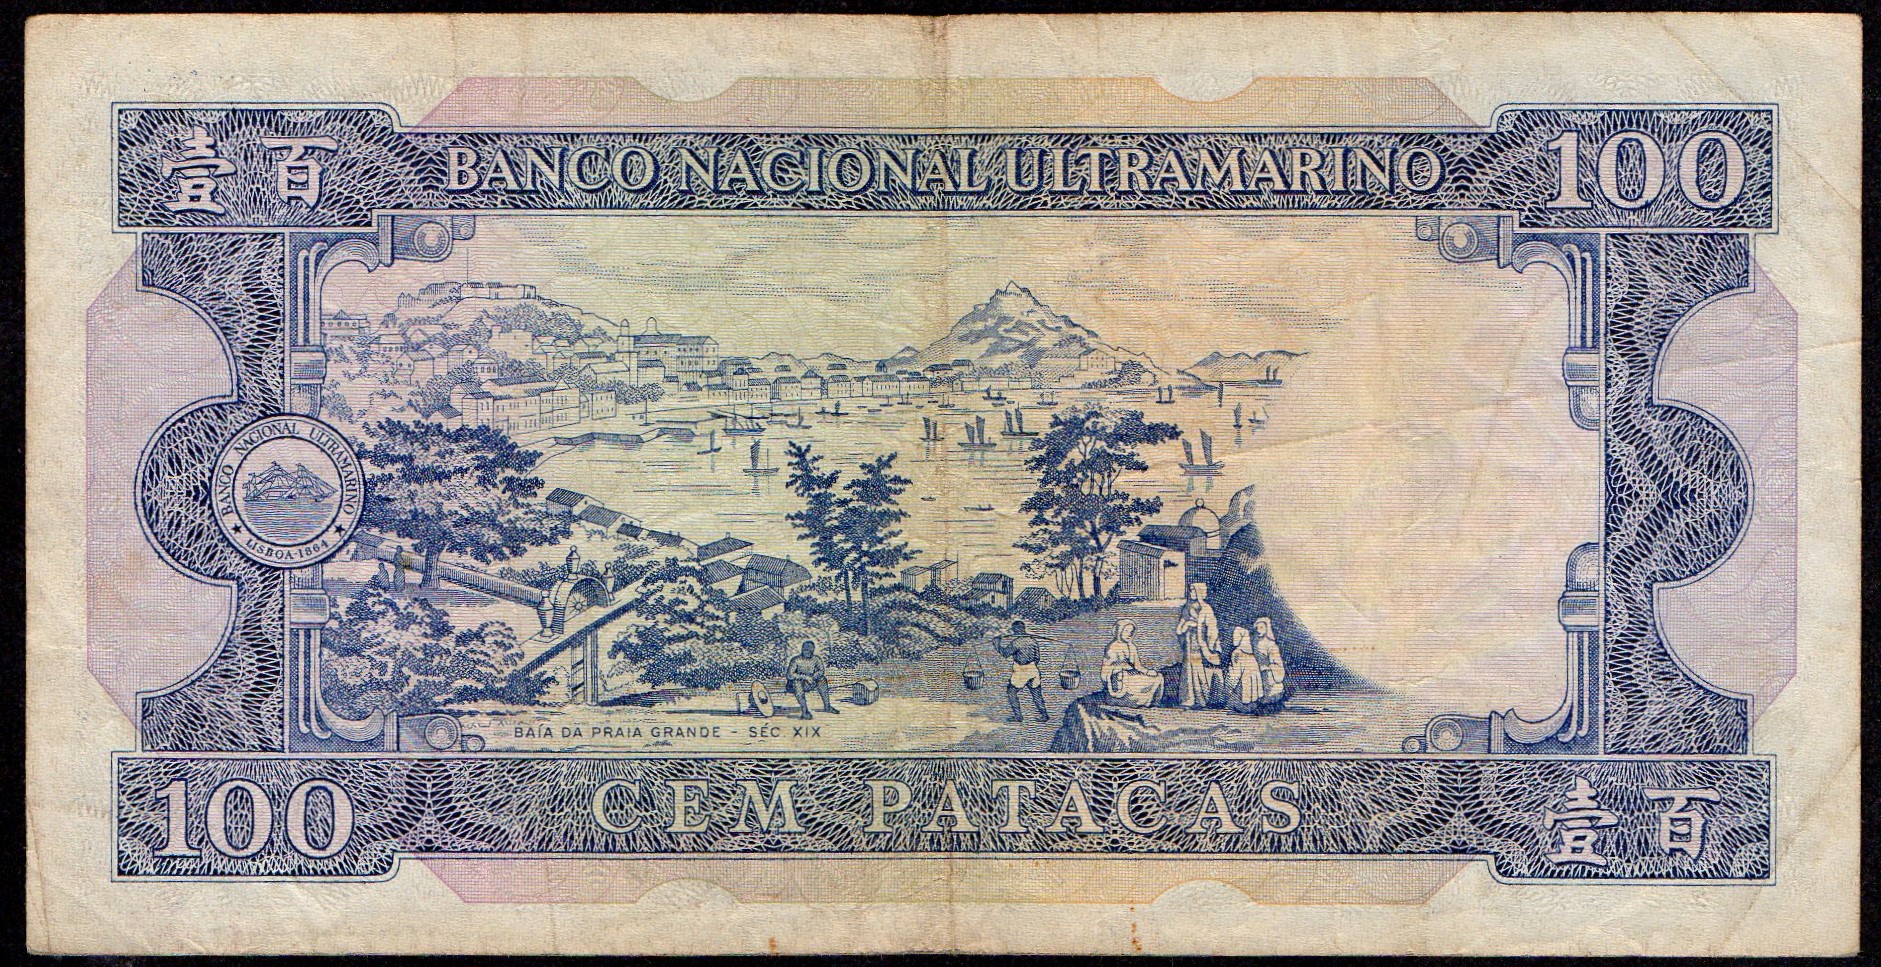 壹百
BANCO NACIONAL ULTRAMARINO
100
BANCO NACIONAL ULTRAMARINO
★ LISBOA·1864 ★
BAÍA DA PRAIA GRANDE - SÉC XIX
100
CEM PATACAS
壹百